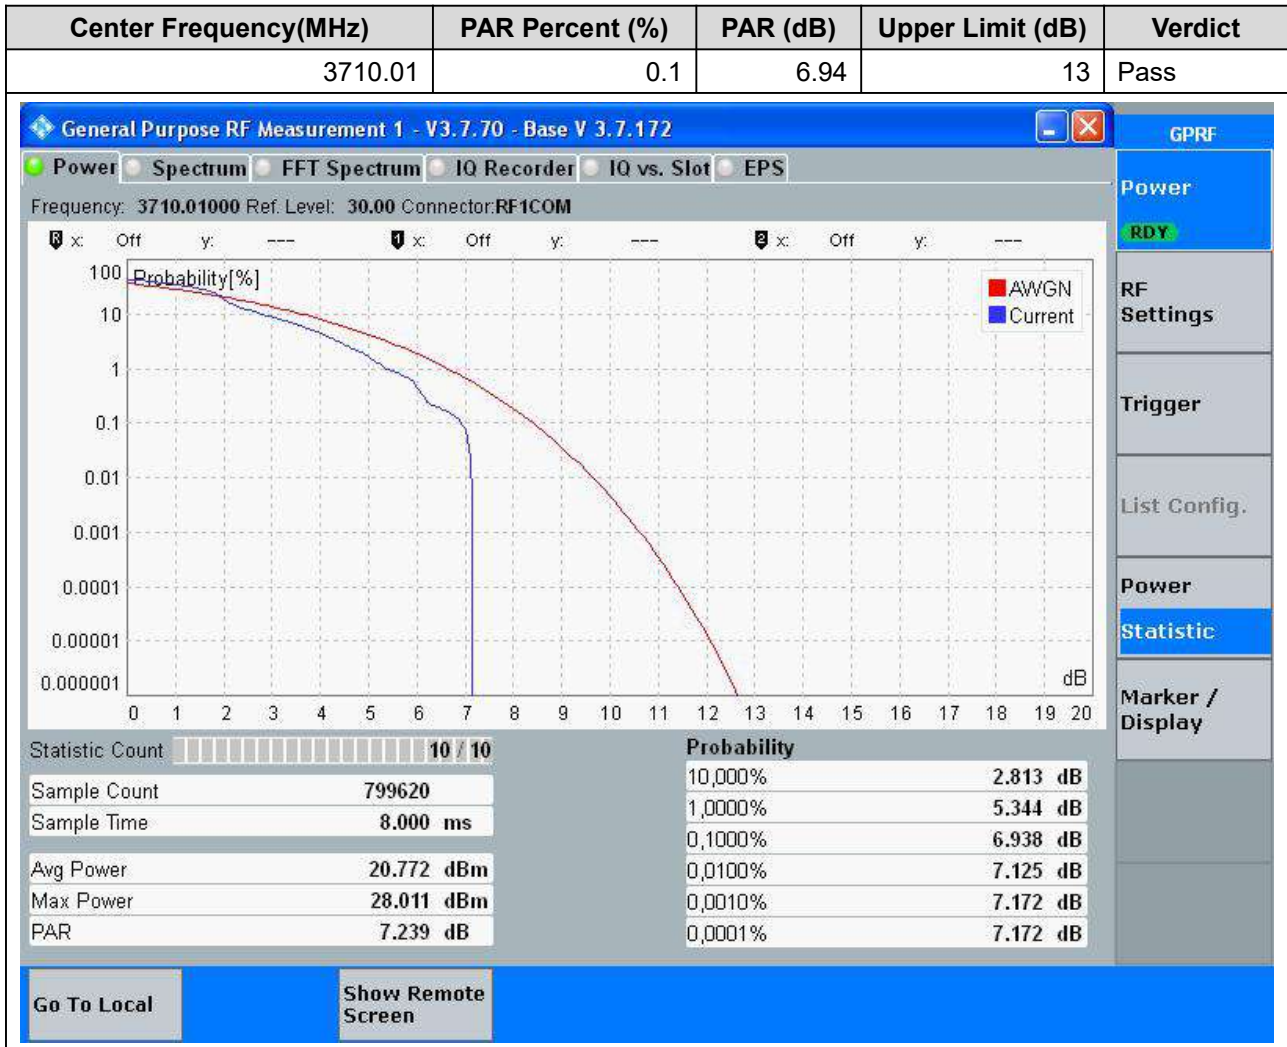 Center Frequency(MHz) PAR Percent (%) PAR (dB) Upper Limit (dB) Verdict
3710.01 0.1 6.94 13 Pass
General Purpose RF Measurement 1 - V3.7.70 - Base V 3.7.172
GPRF
Power Spectrum FFT Spectrum IQ Recorder IQ vs. Slot EPS
Power
RDY
Frequency: 3710.01000 Ref. Level: 30.00 Connector:RF1COM
R x: Off y: --- 1 x: Off y: --- 2 x: Off y: ---
Probability[%]
AWGN
Current
100
10
1
0.1
0.01
0.001
0.0001
0.00001
0.000001
dB
0 1 2 3 4 5 6 7 8 9 10 11 12 13 14 15 16 17 18 19 20
RF
Settings
Trigger
List Config.
Power
Statistic
Marker /
Display
Statistic Count 10 / 10
Sample Count 799620
Sample Time 8.000 ms
Avg Power 20.772 dBm
Max Power 28.011 dBm
PAR 7.239 dB
Probability
10,000% 2.813 dB
1,0000% 5.344 dB
0,1000% 6.938 dB
0,0100% 7.125 dB
0,0010% 7.172 dB
0,0001% 7.172 dB
Go To Local
Show Remote
Screen